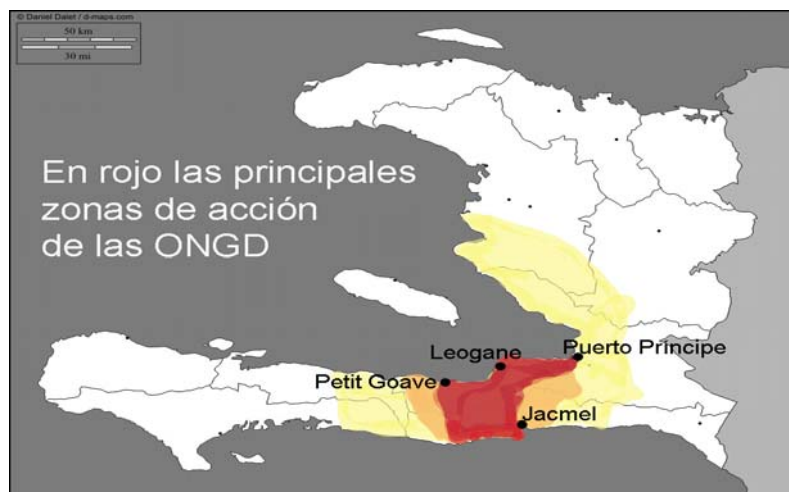 © Daniel Dalet / d-maps.com
50 km
30 mi
En rojo las principales
zonas de acción
de las ONGD
Leogane
Puerto Principe
Petit Goave
Jacmel